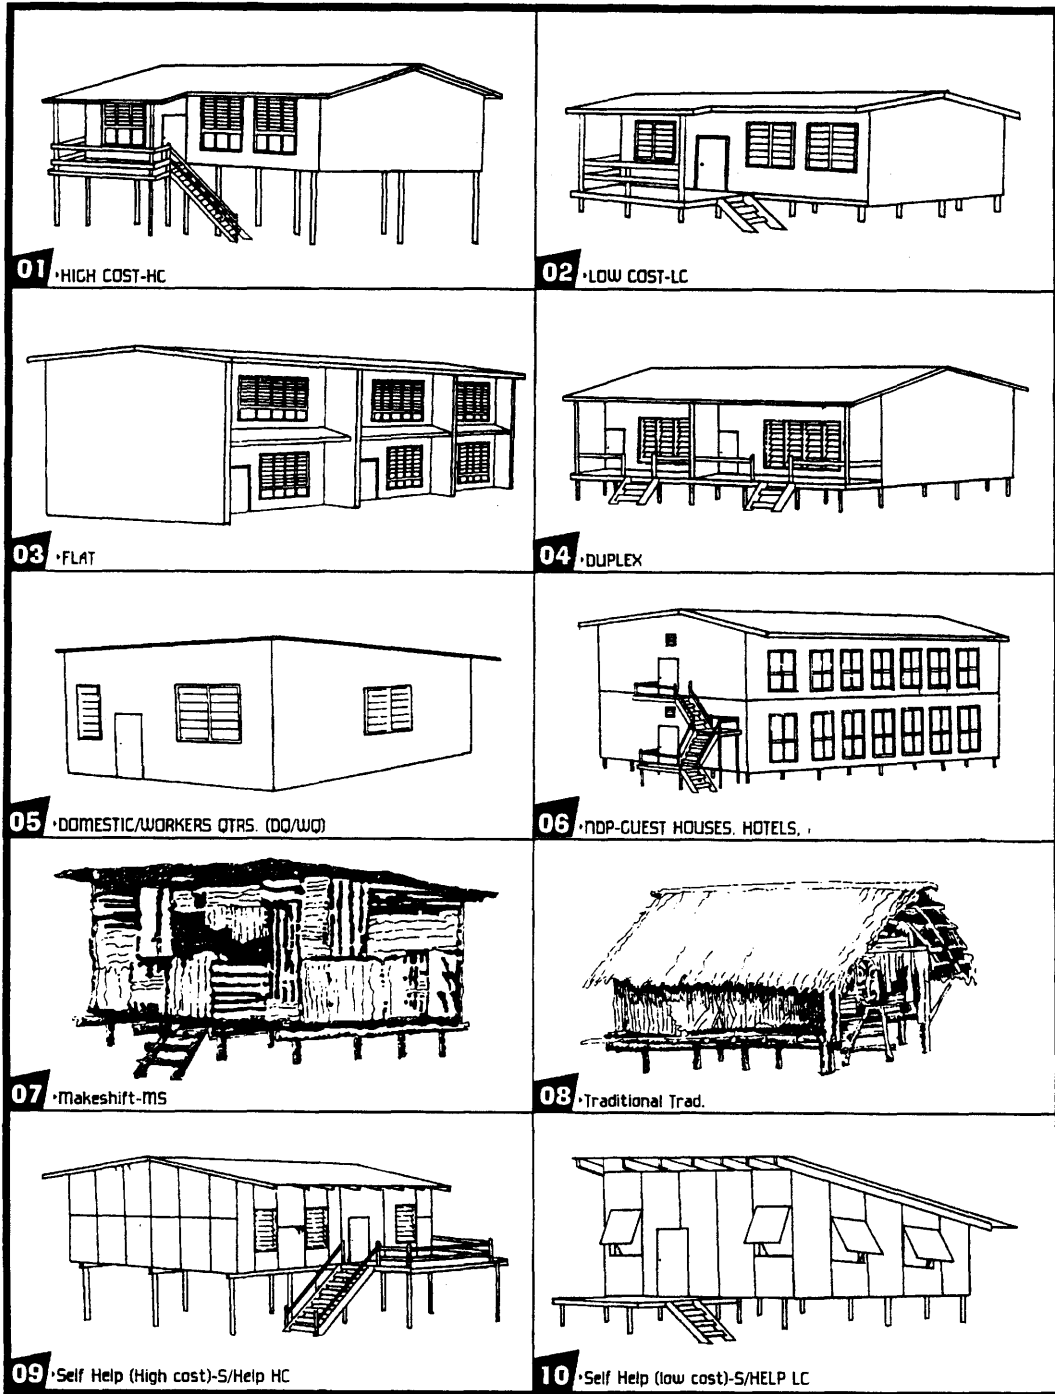 01 •HIGH COST-HC
02 •LOW COST-LC
03 •FLAT
04 •DUPLEX
05 •DOMESTIC/WORKERS QTRS. (DQ/WQ)
06 •NDP-GUEST HOUSES. HOTELS,
07 •Makeshift-MS
08 •Traditional Trad.
09 •Self Help (High cost)-S/Help HC
10 •Self Help (low cost)-S/HELP LC